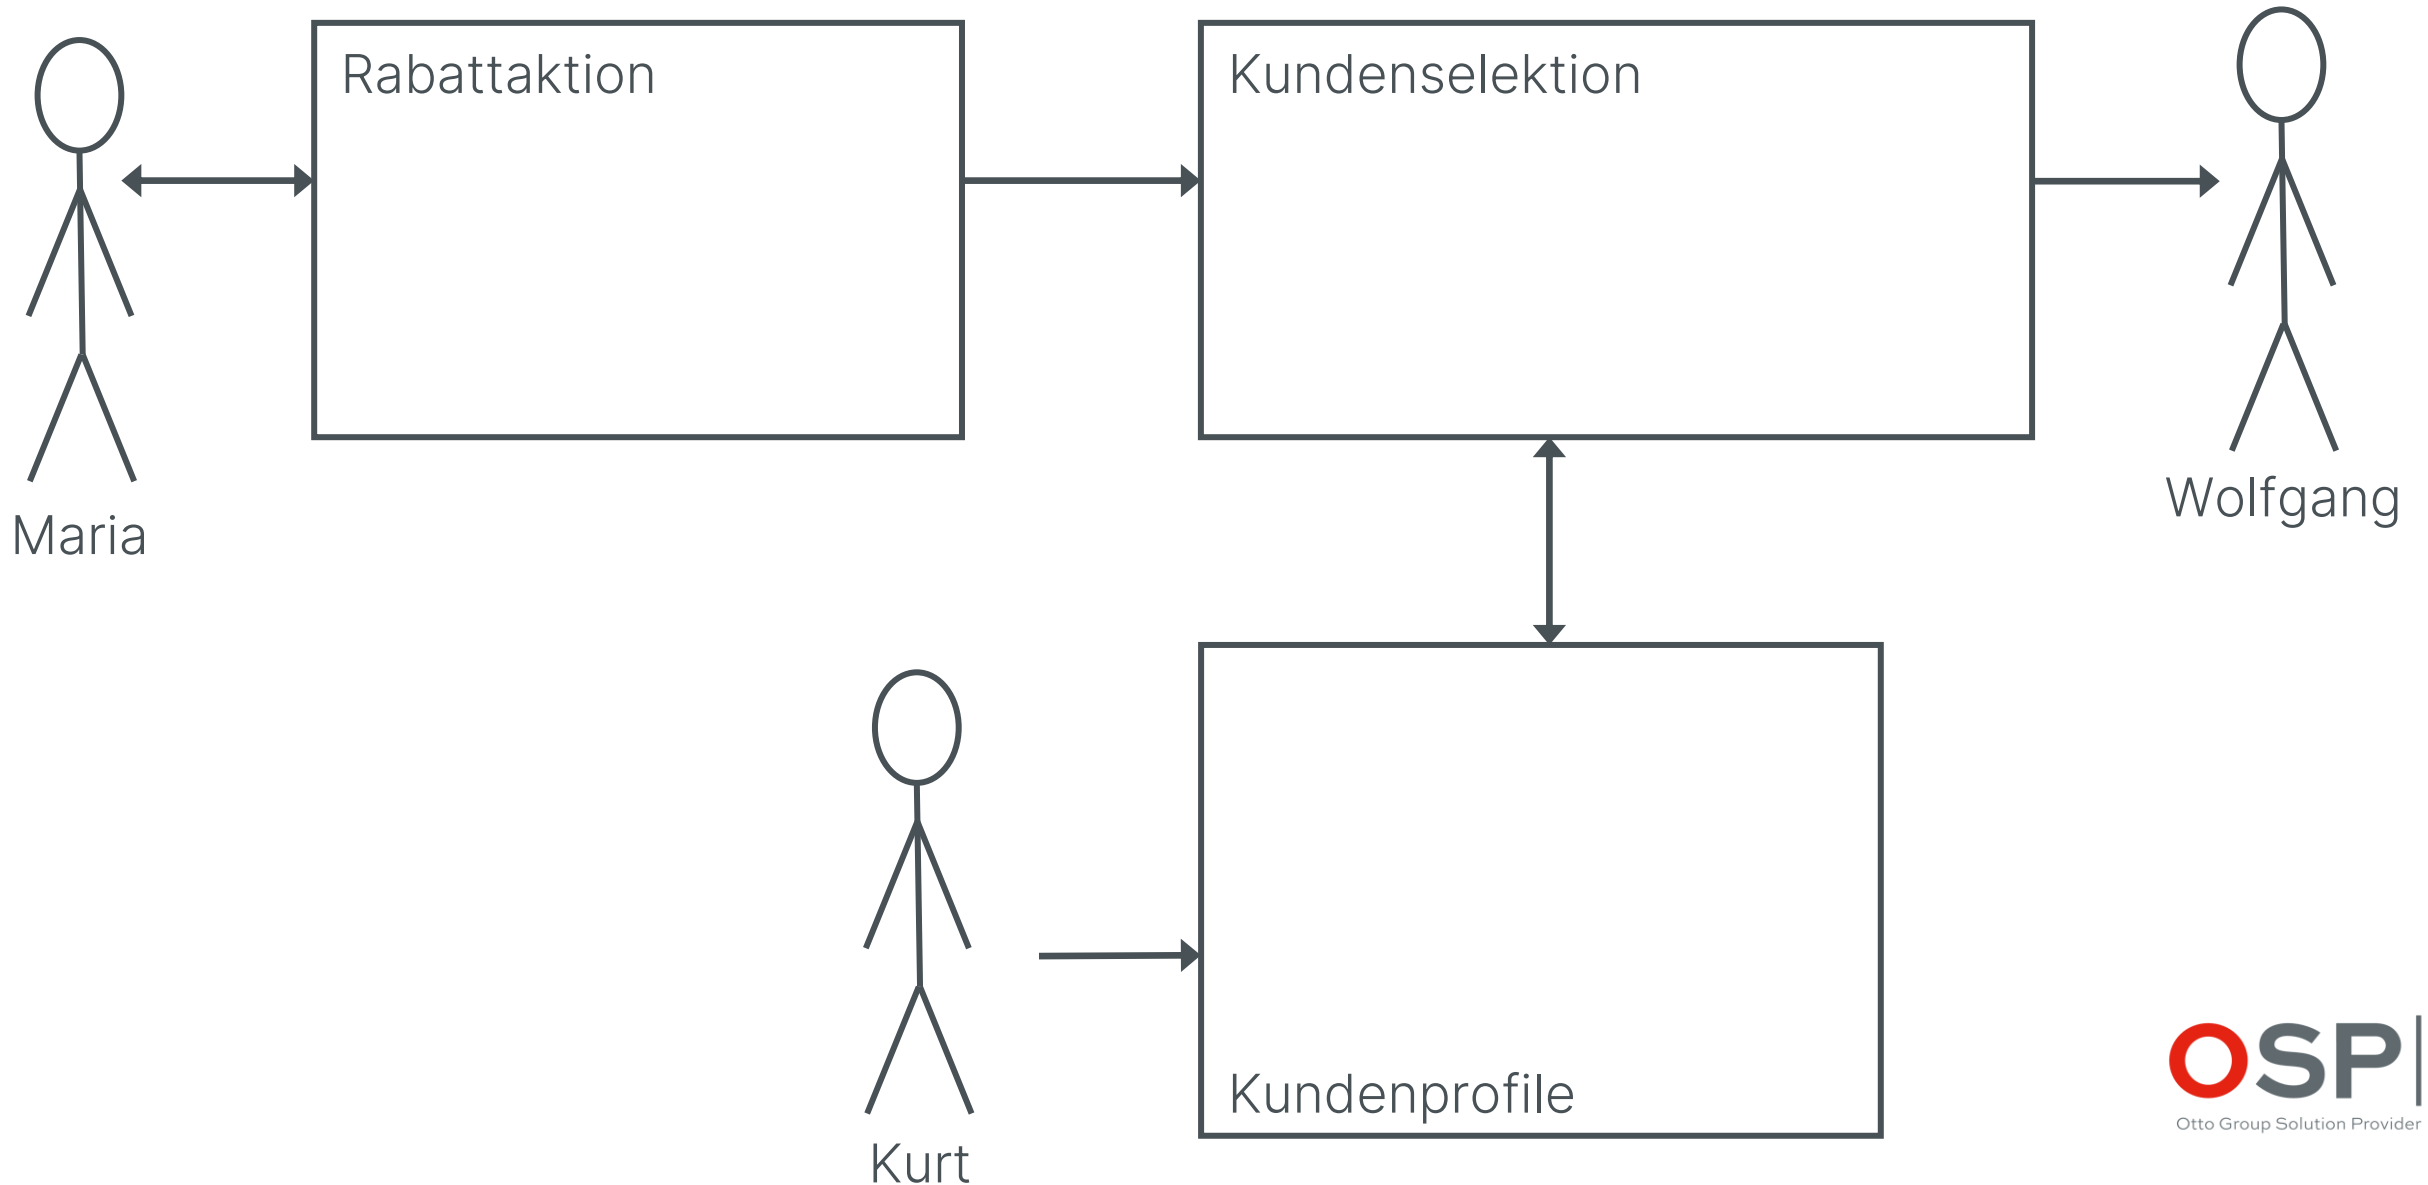 Rabattaktion
Kundenselektion
Maria
Wolfgang
Kundenprofile
Kurt
OSP
Otto Group Solution Provider